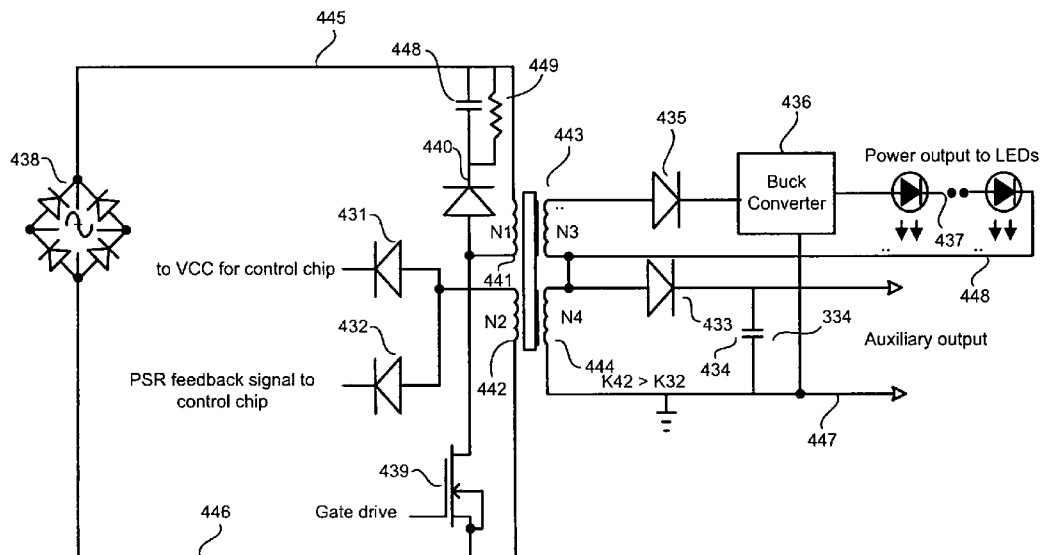 445
448
449
440
443
435
436
438
Power output to LEDs
Buck
Converter
431
N1
N3
437
to VCC for control chip
441
448
432
N2
N4
433
334
Auxiliary output
434
442
444
PSR feedback signal to
control chip
K42 > K32
447
439
Gate drive
446